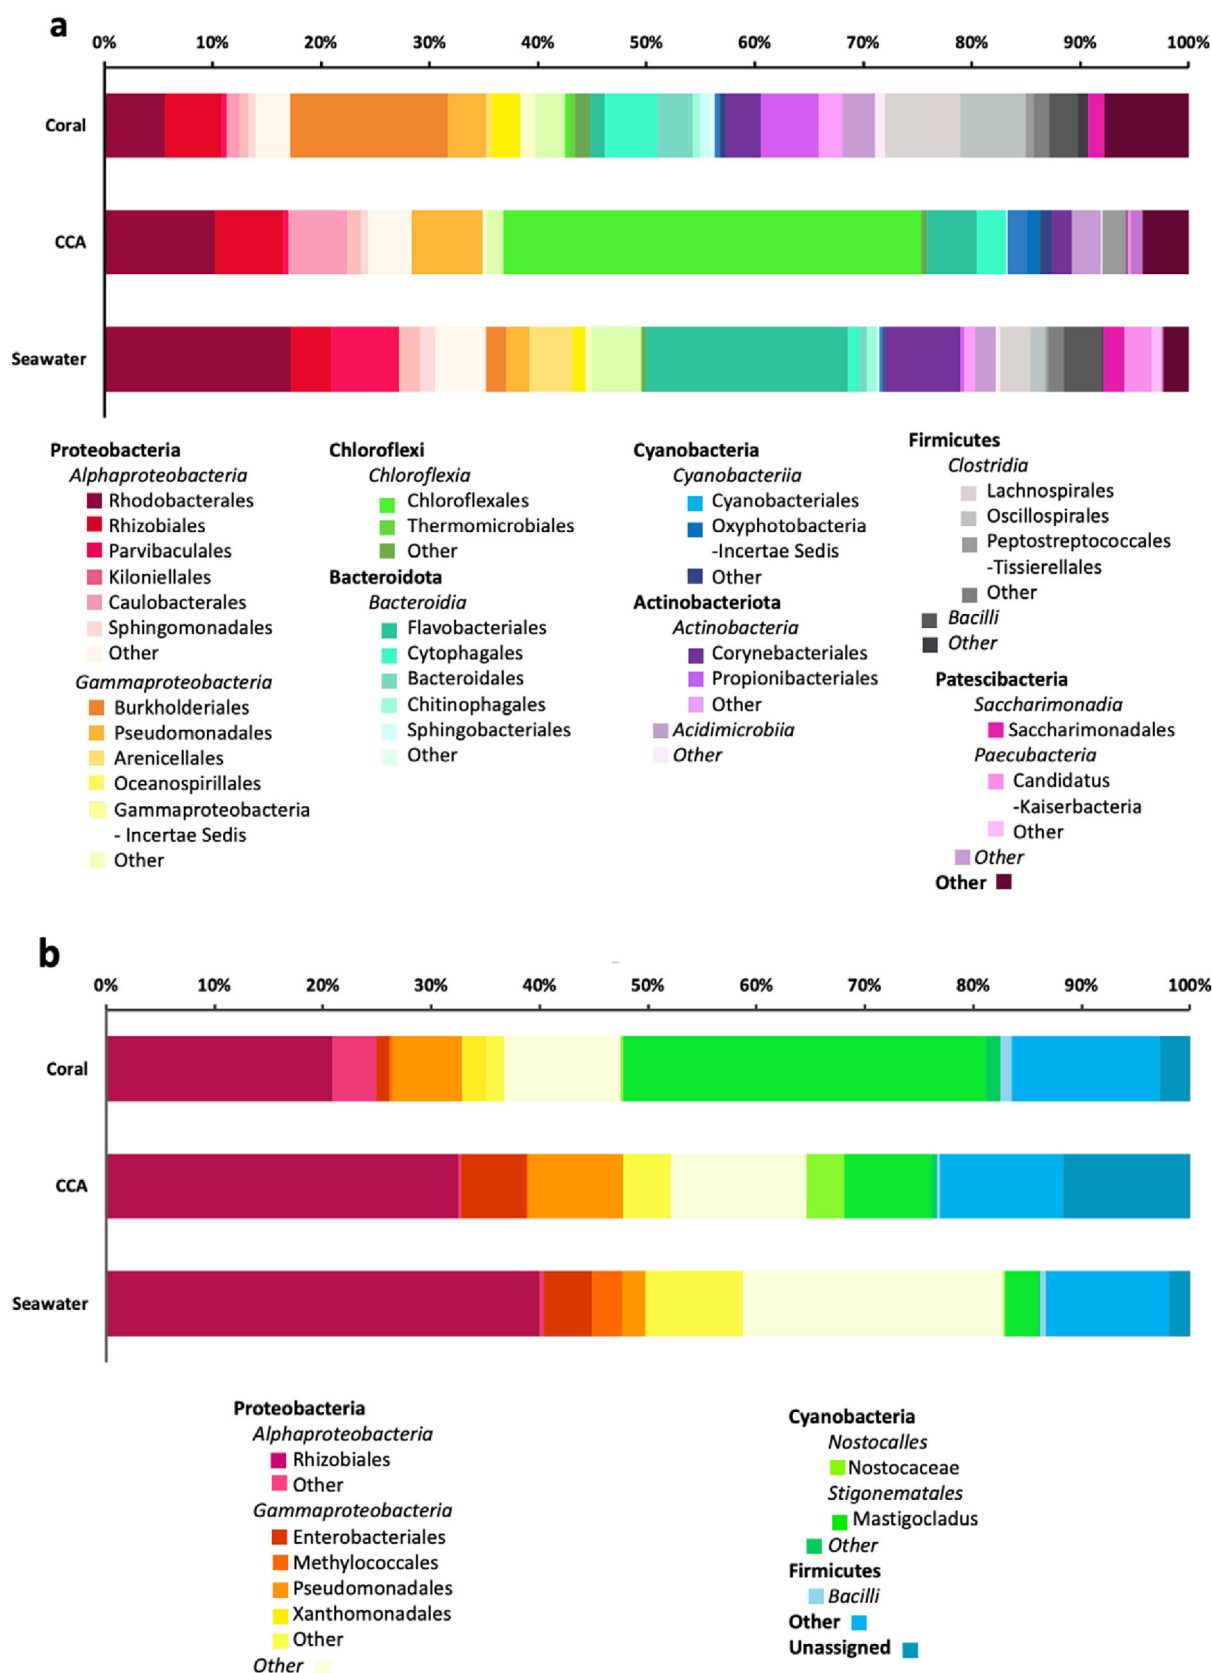 a
0% 10% 20% 30% 40% 50% 60% 70% 80% 90% 100%
Coral
CCA
Seawater
Proteobacteria
Alphaproteobacteria
Rhodobacterales
Rhizobiales
Parvibaculales
Kiloniellales
Caulobacterales
Sphingomonadales
Other
Gammaproteobacteria
Burkholderiales
Pseudomonadales
Arenicellales
Oceanospirillales
Gammaproteobacteria
- Incertae Sedis
Other
Chloroflexi
Chloroflexia
Chloroflexales
Thermomicrobiales
Other
Bacteroidota
Bacteroidia
Flavobacteriales
Cytophagales
Bacteroidales
Chitinophagales
Sphingobacteriales
Other
Cyanobacteria
Cyanobacteriia
Cyanobacteriales
Oxyphotobacteria
-Incertae Sedis
Other
Actinobacteriota
Actinobacteria
Corynebacteriales
Propionibacteriales
Other
Acidimicrobiia
Other
Firmicutes
Clostridia
Lachnospirales
Oscillospirales
Peptostreptococcales
-Tissierellales
Other
Bacilli
Other
Patescibacteria
Saccharimonadia
Saccharimonadales
Paecubacteria
Candidatus
-Kaiserbacteria
Other
Other
Other
b
0% 10% 20% 30% 40% 50% 60% 70% 80% 90% 100%
Coral
CCA
Seawater
Proteobacteria
Alphaproteobacteria
Rhizobiales
Other
Gammaproteobacteria
Enterobacteriales
Methylococcales
Pseudomonadales
Xanthomonadales
Other
Other
Cyanobacteria
Nostocalles
Nostocaceae
Stigonematales
Mastigocladus
Other
Firmicutes
Bacilli
Other
Unassigned